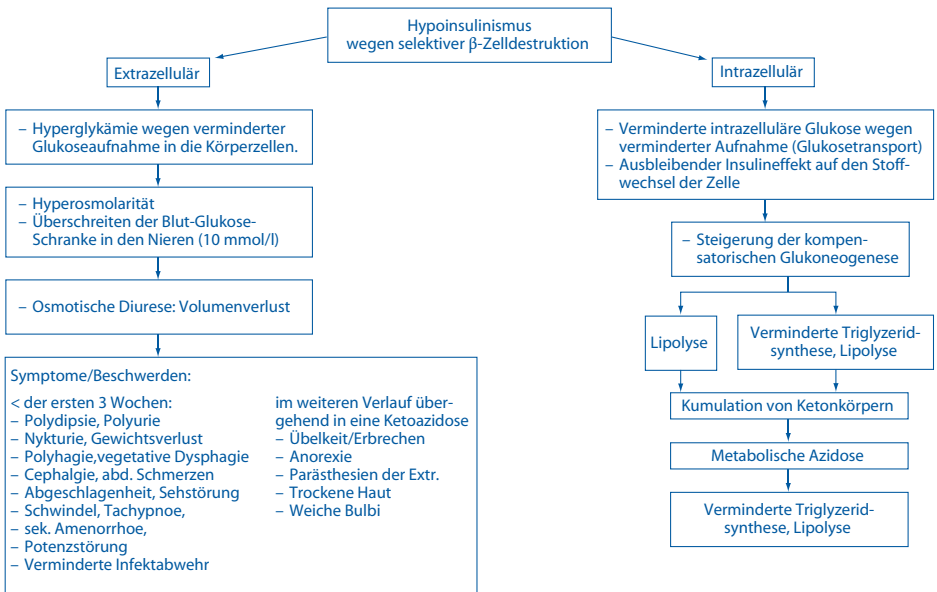 Hypoinsulinismus
wegen selektiver β-Zelldestruktion
Extrazellulär
– Hyperglykämie wegen verminderter
Glukoseaufnahme in die Körperzellen.
– Hyperosmolarität
– Überschreiten der Blut-Glukose-
Schranke in den Nieren (10 mmol/l)
– Osmotische Diurese: Volumenverlust
Symptome/Beschwerden:
< der ersten 3 Wochen:
– Polydipsie, Polyurie
– Nykturie, Gewichtsverlust
– Polyhagie,vegetative Dysphagie
– Cephalgie, abd. Schmerzen
– Abgeschlagenheit, Sehstörung
– Schwindel, Tachypnoe,
– sek. Amenorrhoe,
– Potenzstörung
– Verminderte Infektabwehr
im weiteren Verlauf über-
gehend in eine Ketoazidose
– Übelkeit/Erbrechen
– Anorexie
– Parästhesien der Extr.
– Trockene Haut
– Weiche Bulbi
Intrazellulär
– Verminderte intrazelluläre Glukose wegen
verminderter Aufnahme (Glukosetransport)
– Ausbleibender Insulineffekt auf den Stoff-
wechsel der Zelle
– Steigerung der kompen-
satorischen Glukoneogenese
Lipolyse
Verminderte Triglyzerid-
synthese, Lipolyse
Kumulation von Ketonkörpern
Metabolische Azidose
Verminderte Triglyzerid-
synthese, Lipolyse